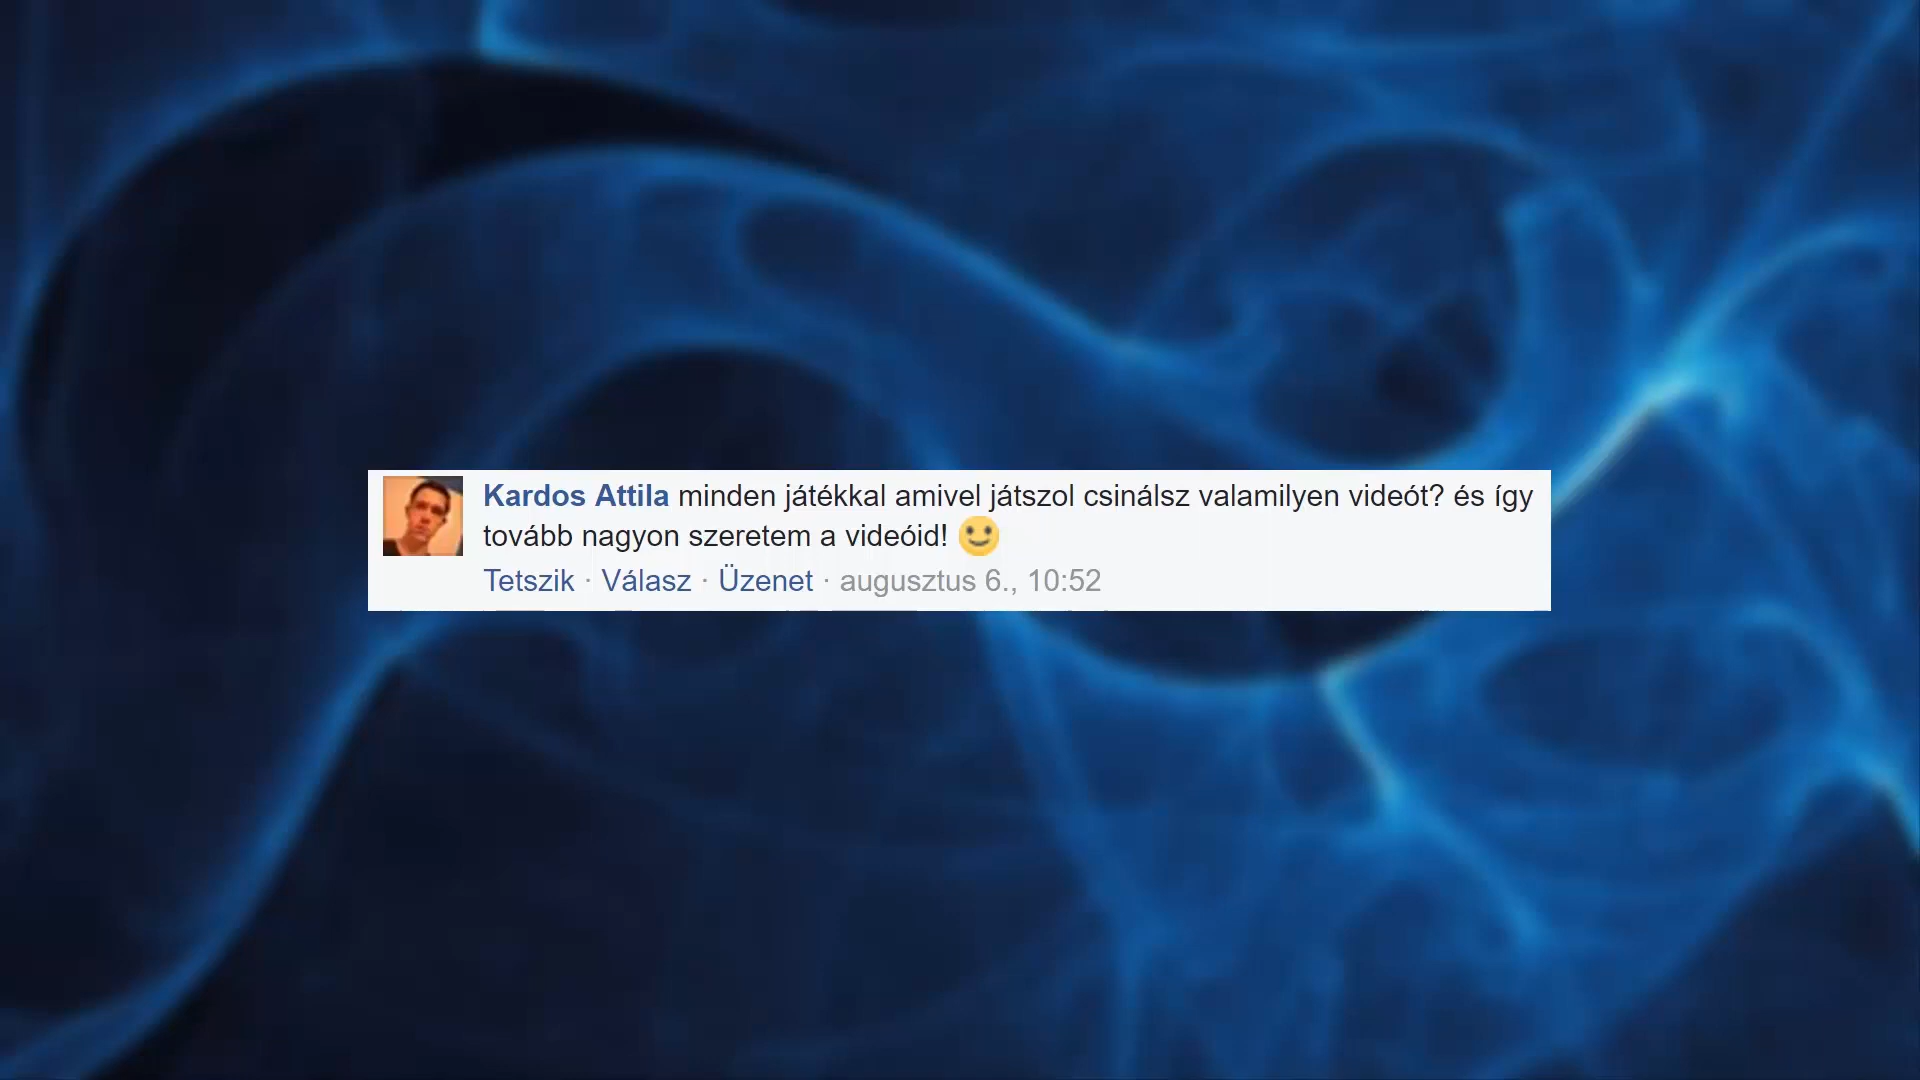 Kardos Attila minden játékkal amivel játszol csinálsz valamilyen videót? és így
tovább nagyon szeretem a videóid! 🙂
Tetszik · Válasz · Üzenet · augusztus 6., 10:52